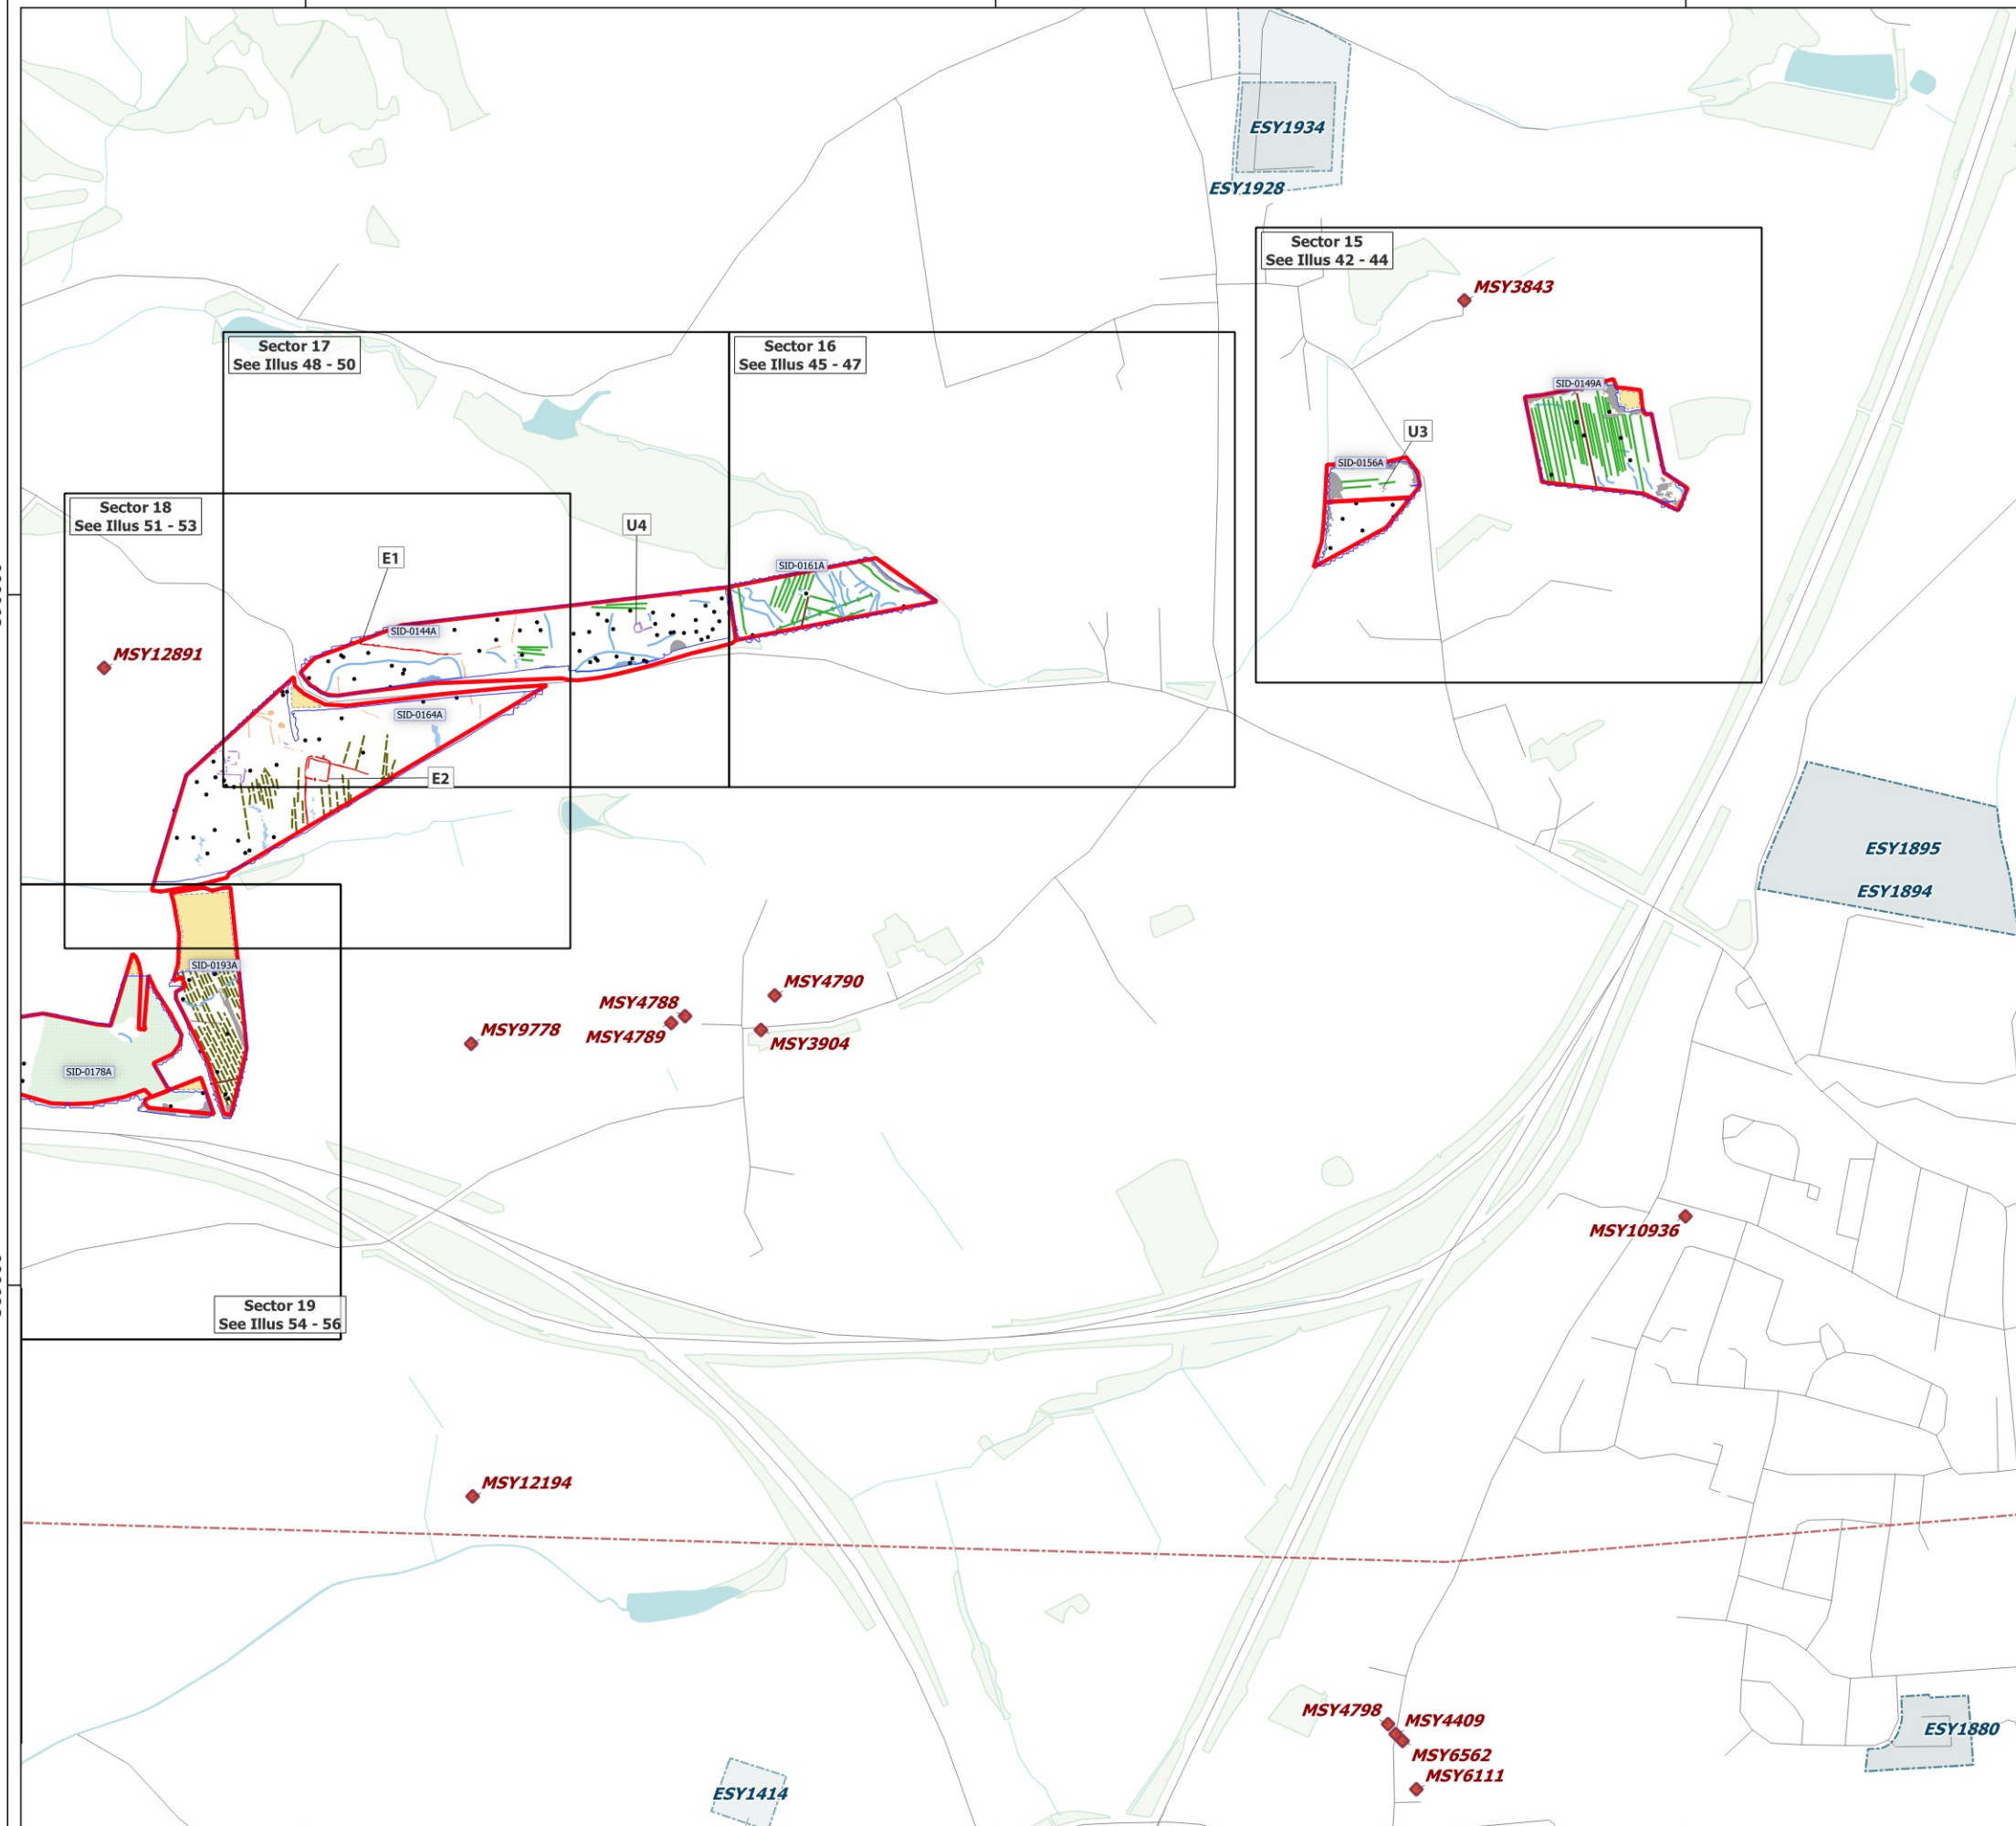 ESY1934
ESY1928
Sector 15
See Illus 42 - 44
MSY3843
Sector 17
See Illus 48 - 50
Sector 16
See Illus 45 - 47
SID-0149A
U3
SID-0156A
Sector 18
See Illus 51 - 53
U4
E1
SID-0161A
SID-0144A
MSY12891
SID-0164A
E2
ESY1895
ESY1894
SID-0193A
MSY4790
MSY4788
MSY9778
MSY4789
MSY3904
SID-0178A
MSY10936
Sector 19
See Illus 54 - 56
MSY12194
MSY4798
MSY4409
ESY1880
MSY6562
MSY6111
ESY1414